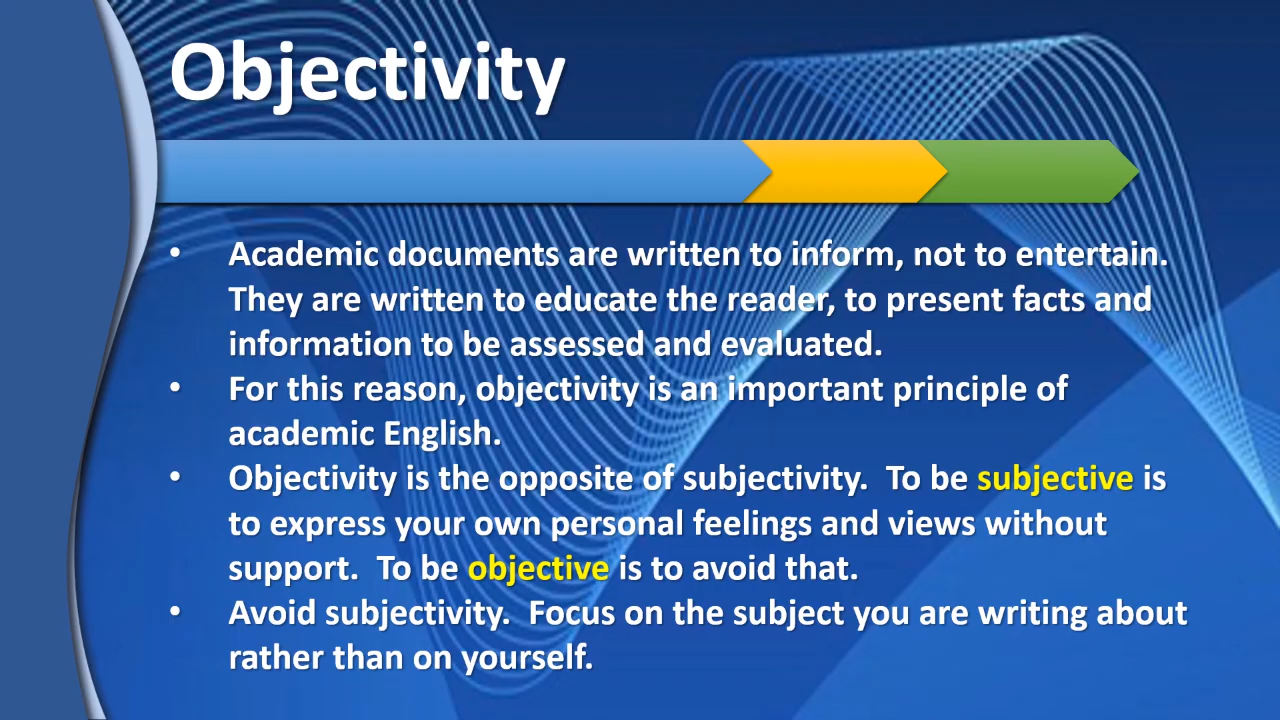 Objectivity
• Academic documents are written to inform, not to entertain.
They are written to educate the reader, to present facts and
information to be assessed and evaluated.
• For this reason, objectivity is an important principle of
academic English.
• Objectivity is the opposite of subjectivity.  To be subjective is
to express your own personal feelings and views without
support.  To be objective is to avoid that.
• Avoid subjectivity.  Focus on the subject you are writing about
rather than on yourself.